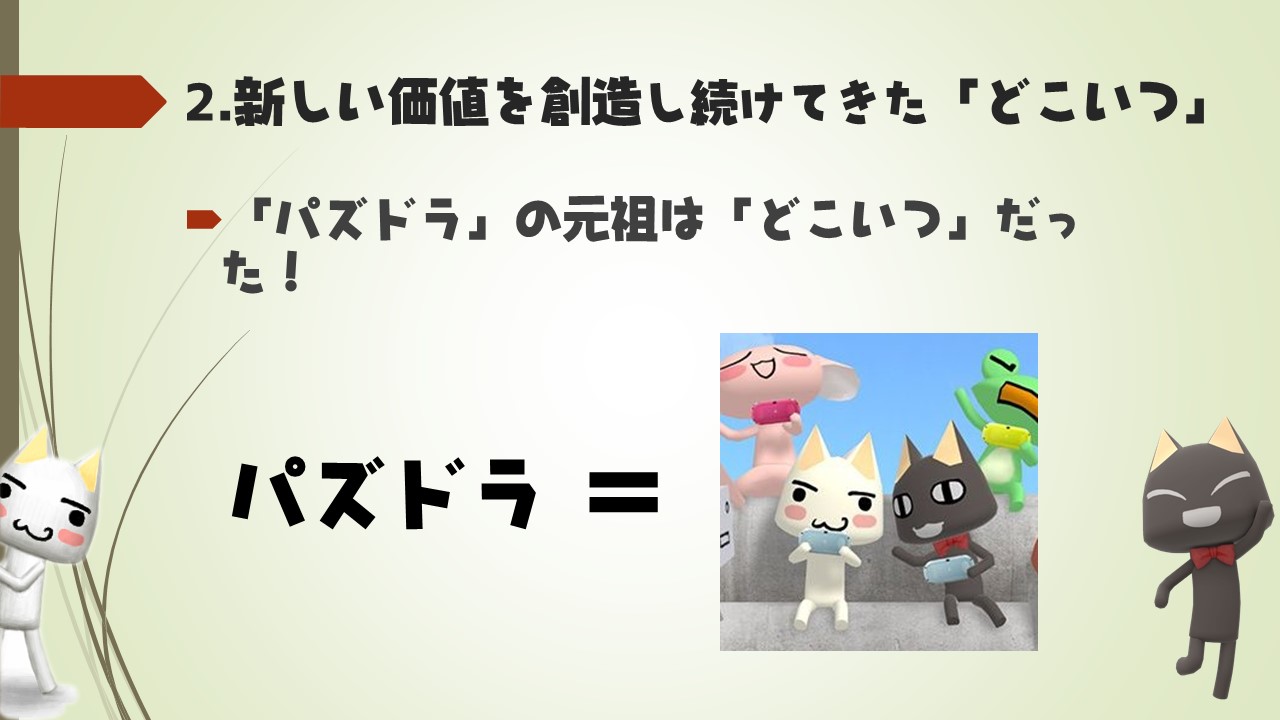 2.新しい価値を創造し続けてきた「どこいつ」
「パズドラ」の元祖は「どこいつ」だっ
た！
パズドラ ＝